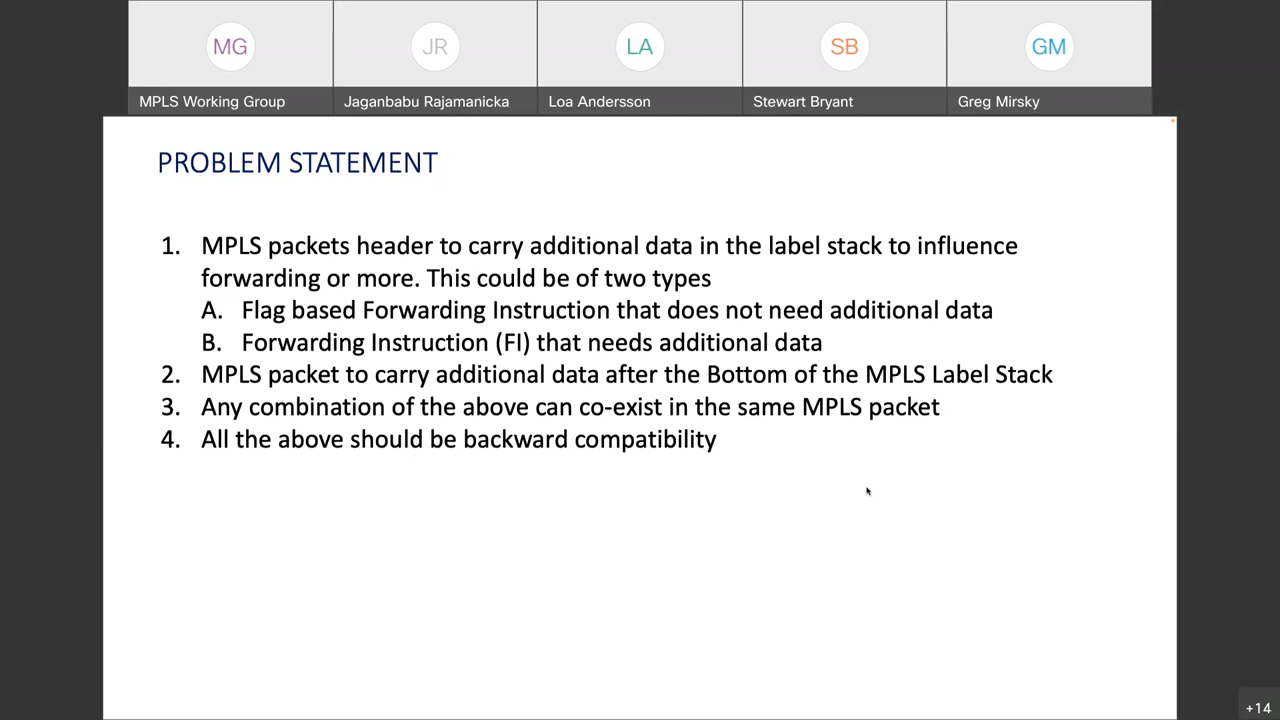 MG
JR
LA
SB
GM
MPLS Working Group
Jaganbabu Rajamanicka
Loa Andersson
Stewart Bryant
Greg Mirsky
PROBLEM STATEMENT
1. MPLS packets header to carry additional data in the label stack to influence
forwarding or more. This could be of two types
A. Flag based Forwarding Instruction that does not need additional data
B. Forwarding Instruction (FI) that needs additional data
2. MPLS packet to carry additional data after the Bottom of the MPLS Label Stack
3. Any combination of the above can co-exist in the same MPLS packet
4. All the above should be backward compatibility
+14